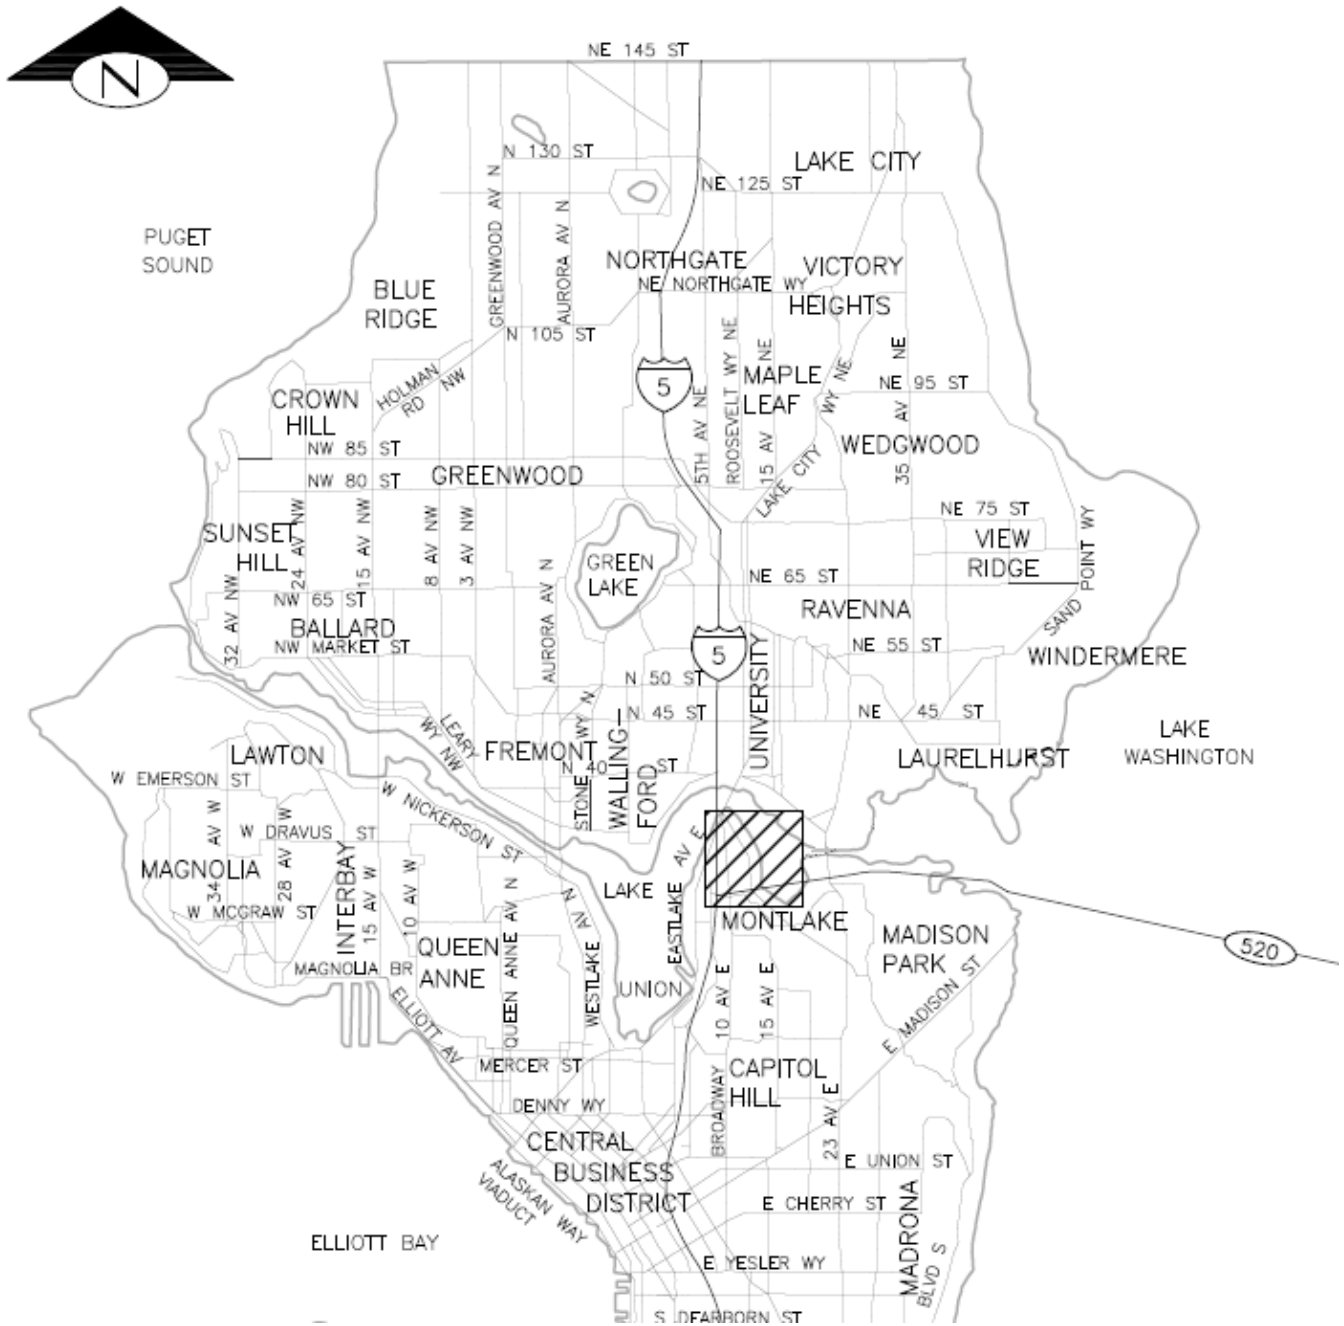 N
NE 145 ST
N 130 ST
LAKE CITY
NE 125 ST
PUGET
SOUND
GREENWOOD AV N
AURORA AV N
NORTHGATE
NE NORTHGATE WY
VICTORY
HEIGHTS
BLUE
RIDGE
N 105 ST
HOLMAN
RD NW
CROWN
HILL
5
5TH AV NE
ROOSEVELT WY NE
15 AV NE
MAPLE
LEAF
LAKE CITY WY NE
35 AV NE
NE 95 ST
WEDGWOOD
NW 85 ST
GREENWOOD
NW 80 ST
SUNSET
HILL
24 AV NW
15 AV NW
8 AV NW
3 AV NW
32 AV NW
GREEN
LAKE
AURORA AV N
NE 75 ST
VIEW
RIDGE
SAND POINT WY
NE 65 ST
RAVENNA
NW 65 ST
BALLARD
NW MARKET ST
5
UNIVERSITY
NE 55 ST
WINDERMERE
N 50 ST
N 45 ST
NE 45 ST
LEARY
WY NW
FREMONT
STONE WY N
WALLING-
FORD
N 40 ST
LAURELHURST
LAKE
WASHINGTON
LAWTON
W EMERSON ST
W NICKERSON ST
34 AV W
28 AV W
W DRAVUS ST
MAGNOLIA
INTERBAY
15 AV W
10 AV W
W MCGRAW ST
MAGNOLIA BR
QUEEN
ANNE
QUEEN ANNE AV N
WESTLAKE AV N
LAKE
UNION
EASTLAKE AV E
MONTLAKE
MADISON
PARK
520
E MADISON ST
10 AV E
15 AV E
ELLIOTT AV
MERCER ST
DENNY WY
CAPITOL
HILL
BROADWAY
23 AV E
CENTRAL
BUSINESS
DISTRICT
ALASKAN WAY
VIADUCT
E UNION ST
E CHERRY ST
MADRONA
BLVD S
E YESLER WY
ELLIOTT BAY
S DEARBORN ST